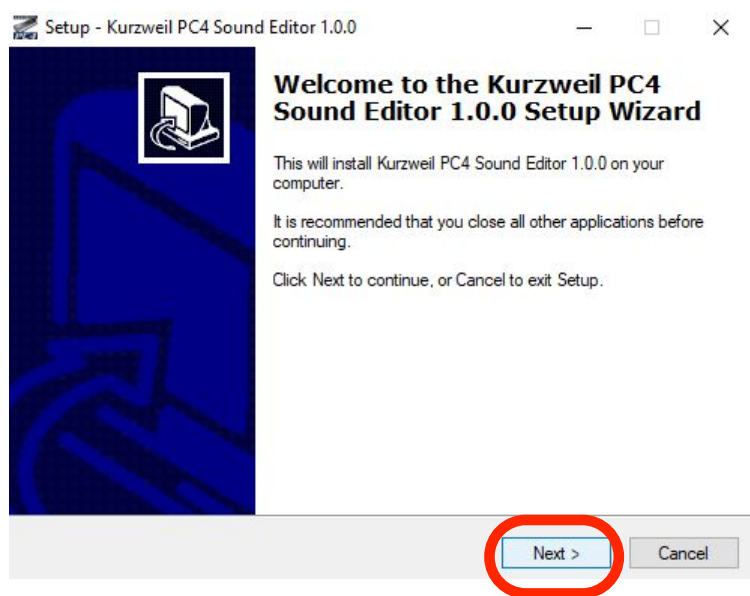 Setup - Kurzweil PC4 Sound Editor 1.0.0
Welcome to the Kurzweil PC4
Sound Editor 1.0.0 Setup Wizard
This will install Kurzweil PC4 Sound Editor 1.0.0 on your
computer.
It is recommended that you close all other applications before
continuing.
Click Next to continue, or Cancel to exit Setup.
Next >
Cancel